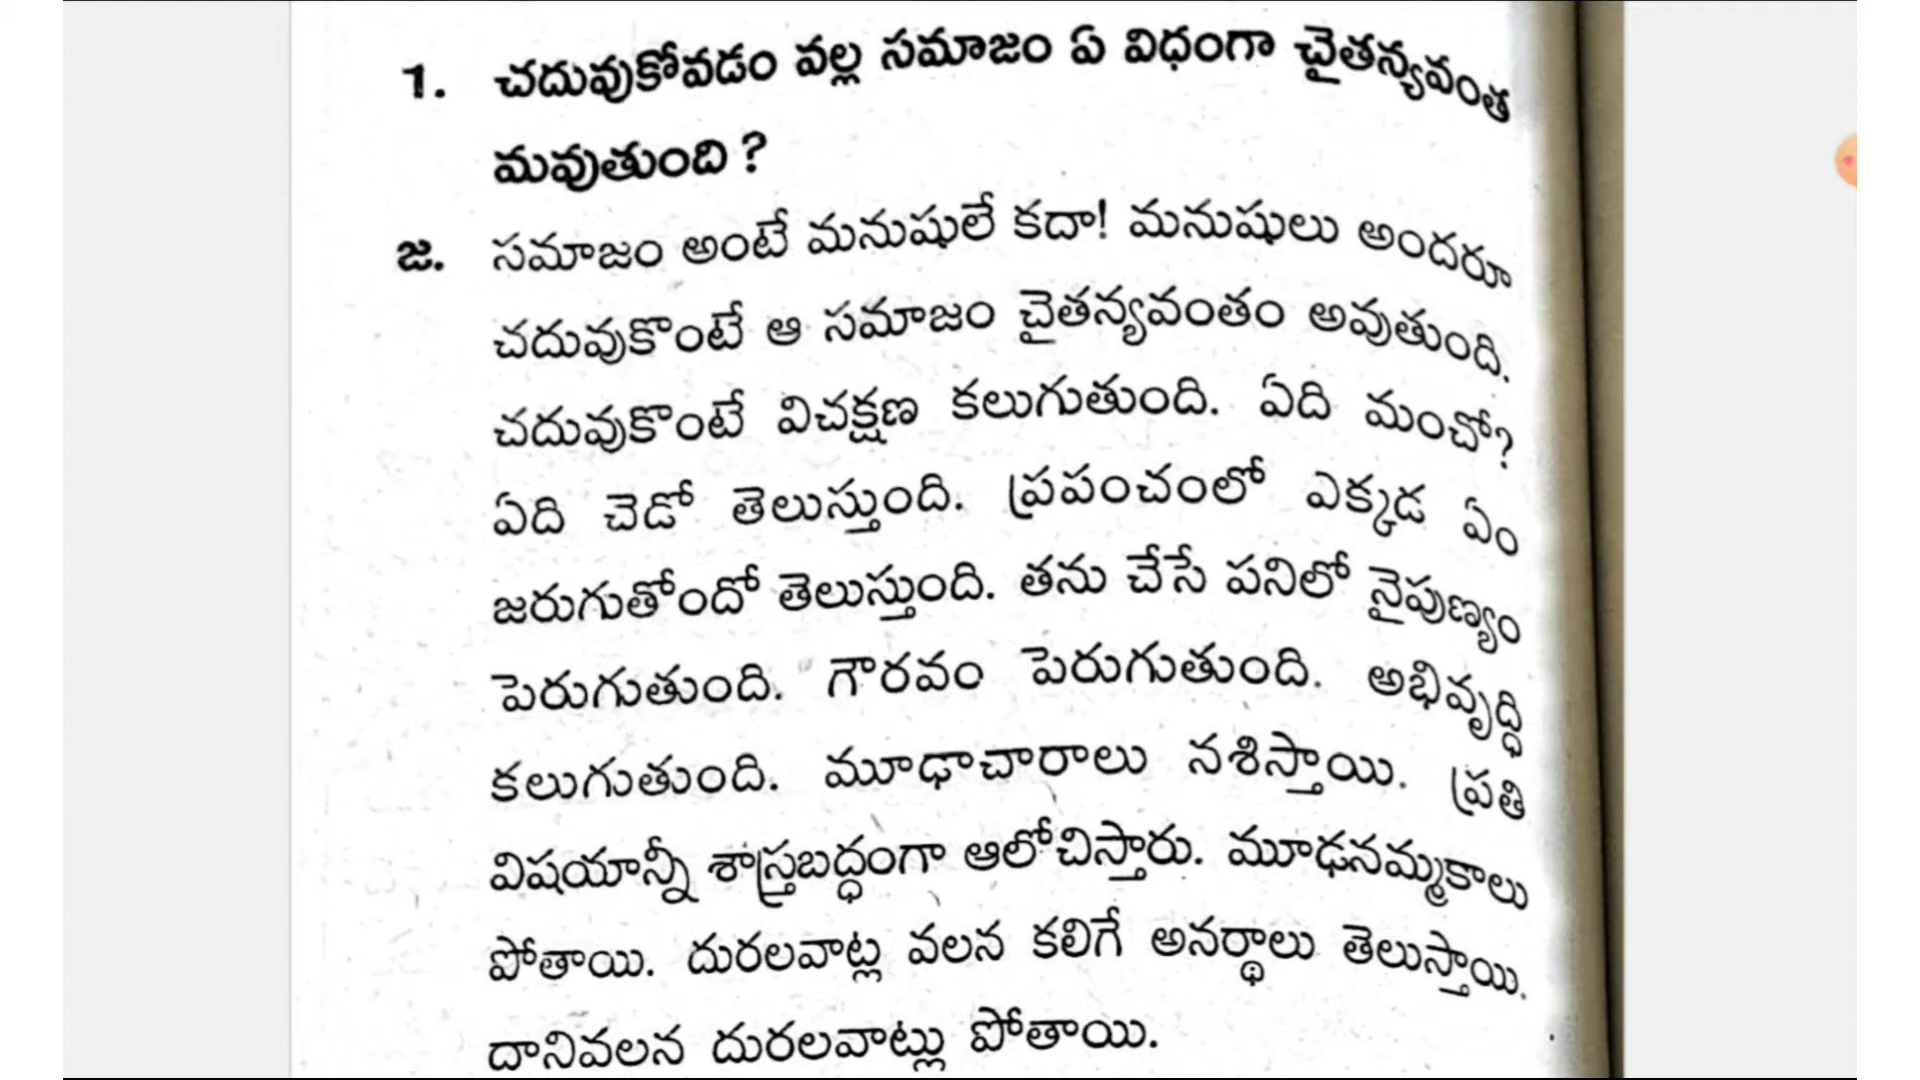 1. చదువుకోవడం వల్ల సమాజం ఏ విధంగా చైతన్యవంత
మవుతుంది ?
జ. సమాజం అంటే మనుషులే కదా! మనుషులు అందరూ
చదువుకొంటే ఆ సమాజం చైతన్యవంతం అవుతుంది.
చదువుకొంటే విచక్షణ కలుగుతుంది. ఏది మంచో?
ఏది చెడో తెలుస్తుంది. ప్రపంచంలో ఎక్కడ ఏం
జరుగుతోందో తెలుస్తుంది. తను చేసే పనిలో నైపుణ్యం
పెరుగుతుంది. గౌరవం పెరుగుతుంది. అభివృద్ధి
కలుగుతుంది. మూఢాచారాలు నశిస్తాయి. ప్రతి
విషయాన్నీ శాస్త్రబద్ధంగా ఆలోచిస్తారు. మూఢనమ్మకాలు
పోతాయి. దురలవాట్ల వలన కలిగే అనర్థాలు తెలుస్తాయి.
దానివలన దురలవాట్లు పోతాయి.